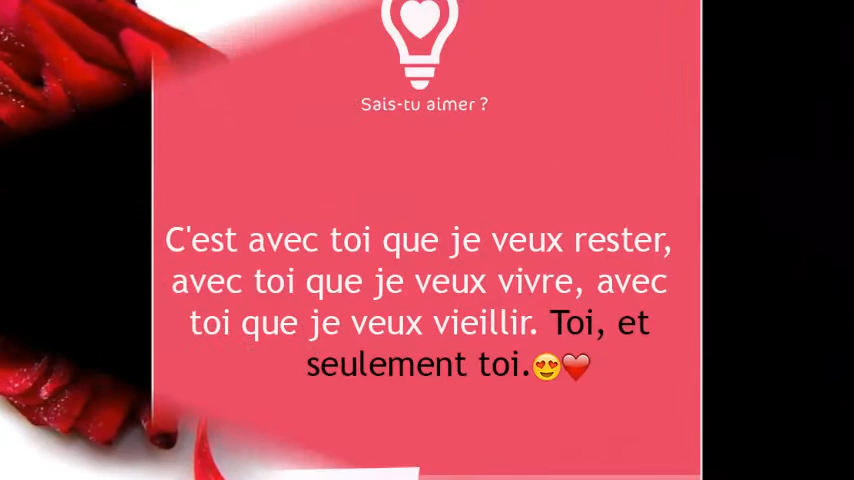 Sais-tu aimer ?
C'est avec toi que je veux rester,
avec toi que je veux vivre, avec
toi que je veux vieillir. Toi, et
seulement toi.😍❤️